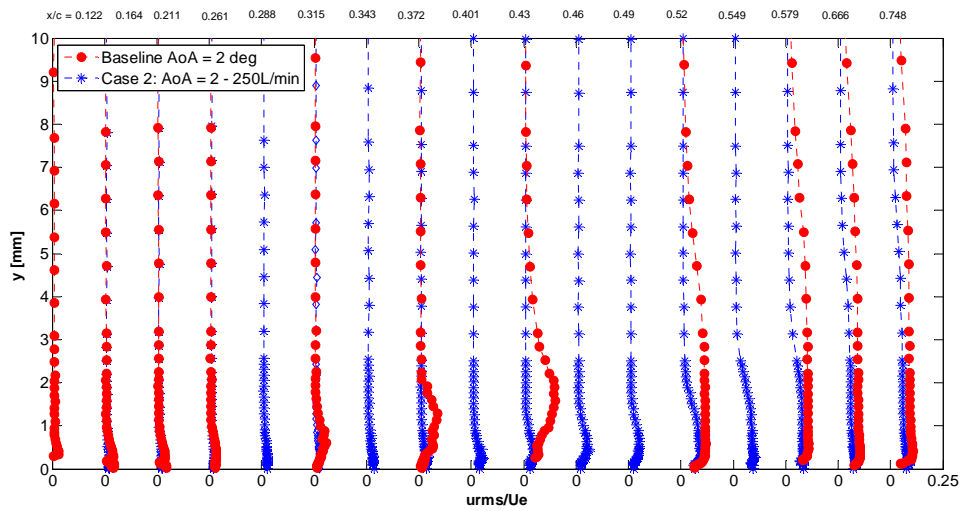 x/c = 0.122 0.164 0.211 0.261 0.288 0.315 0.343 0.372 0.401 0.43 0.46 0.49 0.52 0.549 0.579 0.666 0.748
10
9
8
7
6
5
4
3
2
1
0
y [mm]
Baseline AoA = 2 deg
Case 2: AoA = 2 - 250L/min
0 0 0 0 0 0 0 0 0 0 0 0 0 0 0 0 0 0.25
urms/Ue